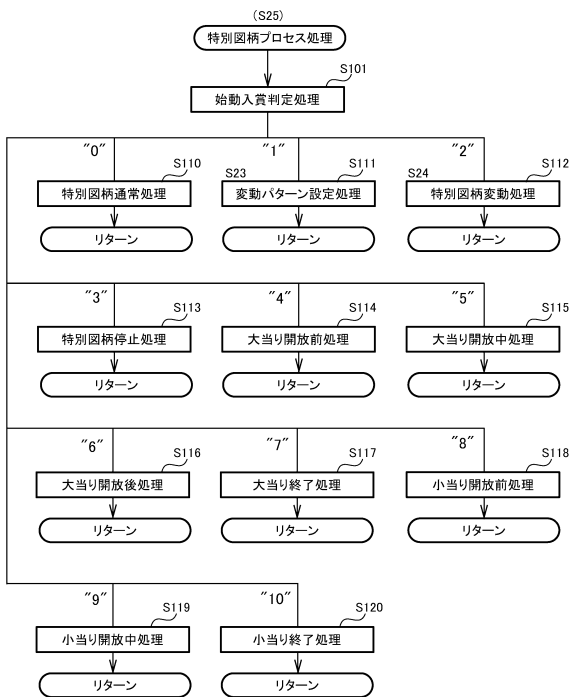 (S25)
特別図柄プロセス処理
S101
始動入賞判定処理
"0"
"1"
"2"
S110
S23
S111
S24
S112
特別図柄通常処理
変動パターン設定処理
特別図柄変動処理
リターン
リターン
リターン
"3"
"4"
"5"
S113
S114
S115
特別図柄停止処理
大当り開放前処理
大当り開放中処理
リターン
リターン
リターン
"6"
"7"
"8"
S116
S117
S118
大当り開放後処理
大当り終了処理
小当り開放前処理
リターン
リターン
リターン
"9"
"10"
S119
S120
小当り開放中処理
小当り終了処理
リターン
リターン